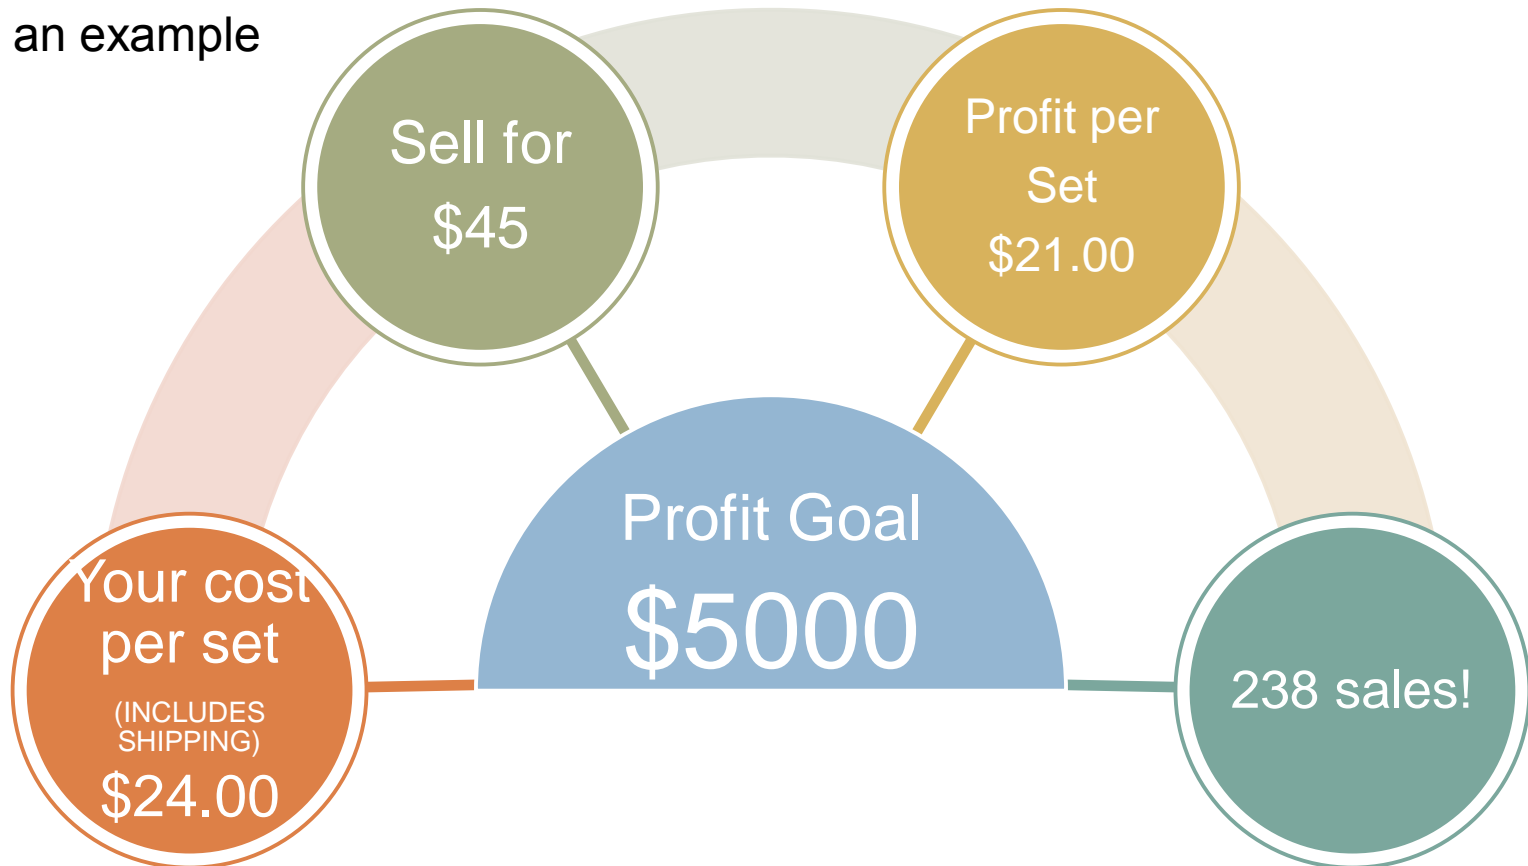 an example
Sell for
$45
Profit per
Set
$21.00
Profit Goal
$5000
Your cost
per set
(INCLUDES
SHIPPING)
$24.00
238 sales!